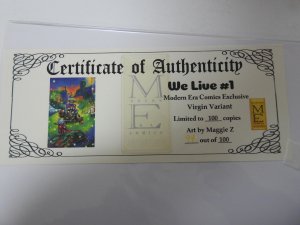 Certificate of Authenticity
We Live #1
Modern Era Comics Exclusive
Virgin Variant
Limited to 100 copies
Art by Maggie Z
out of 100
M
E
M
E